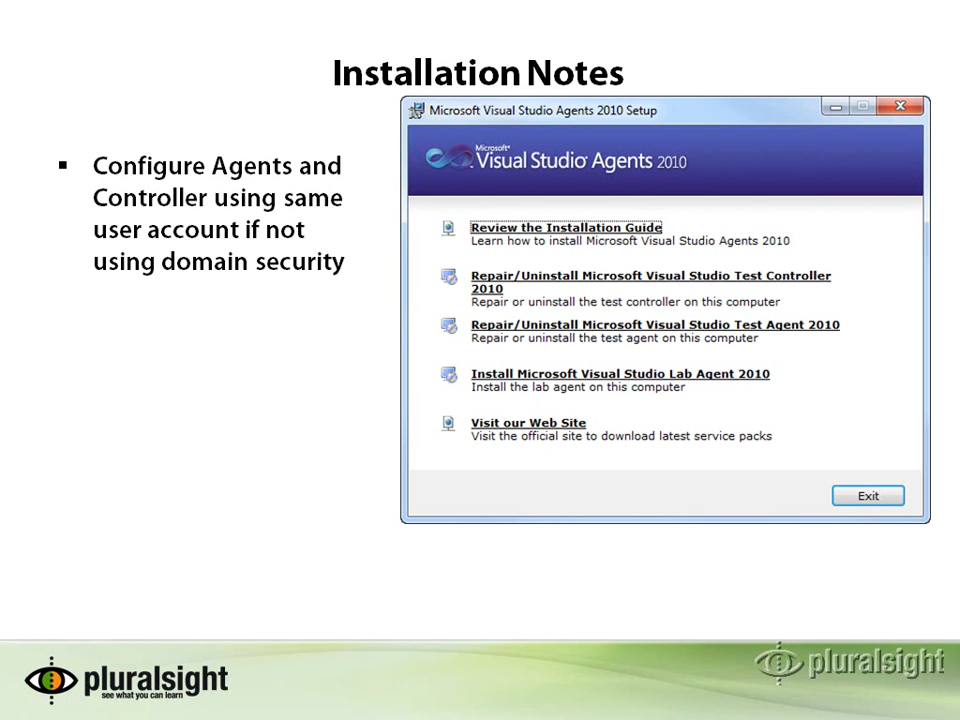 Installation Notes
▪ Configure Agents and
Controller using same
user account if not
using domain security
Microsoft Visual Studio Agents 2010 Setup
Microsoft®
Visual Studio® Agents 2010
Review the Installation Guide
Learn how to install Microsoft Visual Studio Agents 2010
Repair/Uninstall Microsoft Visual Studio Test Controller
2010
Repair or uninstall the test controller on this computer
Repair/Uninstall Microsoft Visual Studio Test Agent 2010
Repair or uninstall the test agent on this computer
Install Microsoft Visual Studio Lab Agent 2010
Install the lab agent on this computer
Visit our Web Site
Visit the official site to download latest service packs
Exit
pluralsight
see what you can learn
pluralsight